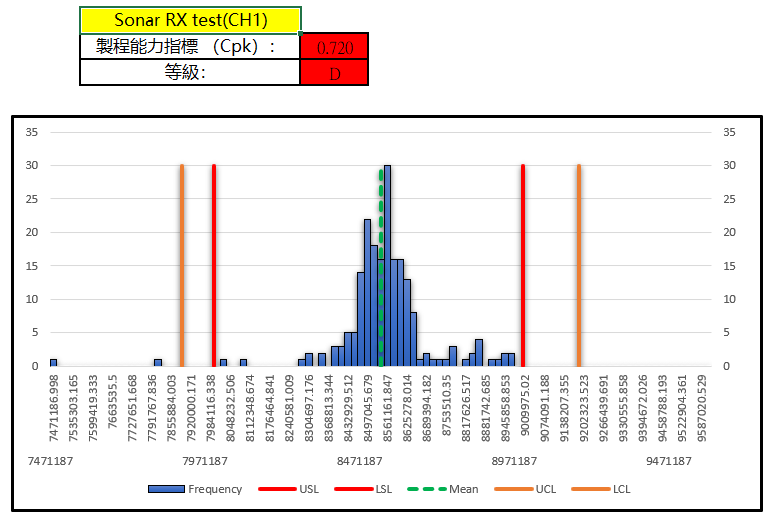 Sonar RX test(CH1)
製程能力指標 （Cpk）: 0.720
等級: D
35 35
30 30
25 25
20 20
15 15
10 10
5 5
0 0
7471186.998 7535303.165 7599419.333 7663535.5 7727651.668 7791767.836 7855884.003 7920000.171 7984116.338 8048232.506 8112348.674 8176464.841 8240581.009 8304697.176 8368813.344 8432929.512 8497045.679 8561161.847 8625278.014 8689394.182 8753510.35 8817626.517 8881742.685 8945858.853 9009975.02 9074091.188 9138207.355 9202323.523 9266439.691 9330555.858 9394672.026 9458788.193 9522904.361 9587020.529
7471187 7971187 8471187 8971187 9471187
Frequency USL LSL Mean UCL LCL